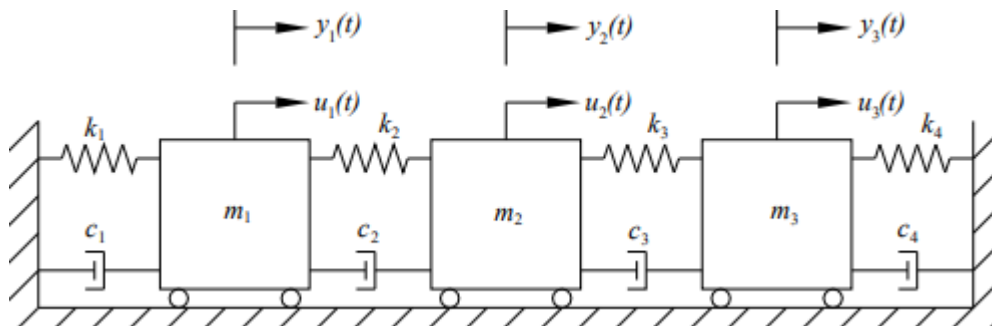 y₁(t) y₂(t) y₃(t)
u₁(t) u₂(t) u₃(t)
k₁ k₂ k₃ k₄
m₁ m₂ m₃
c₁ c₂ c₃ c₄